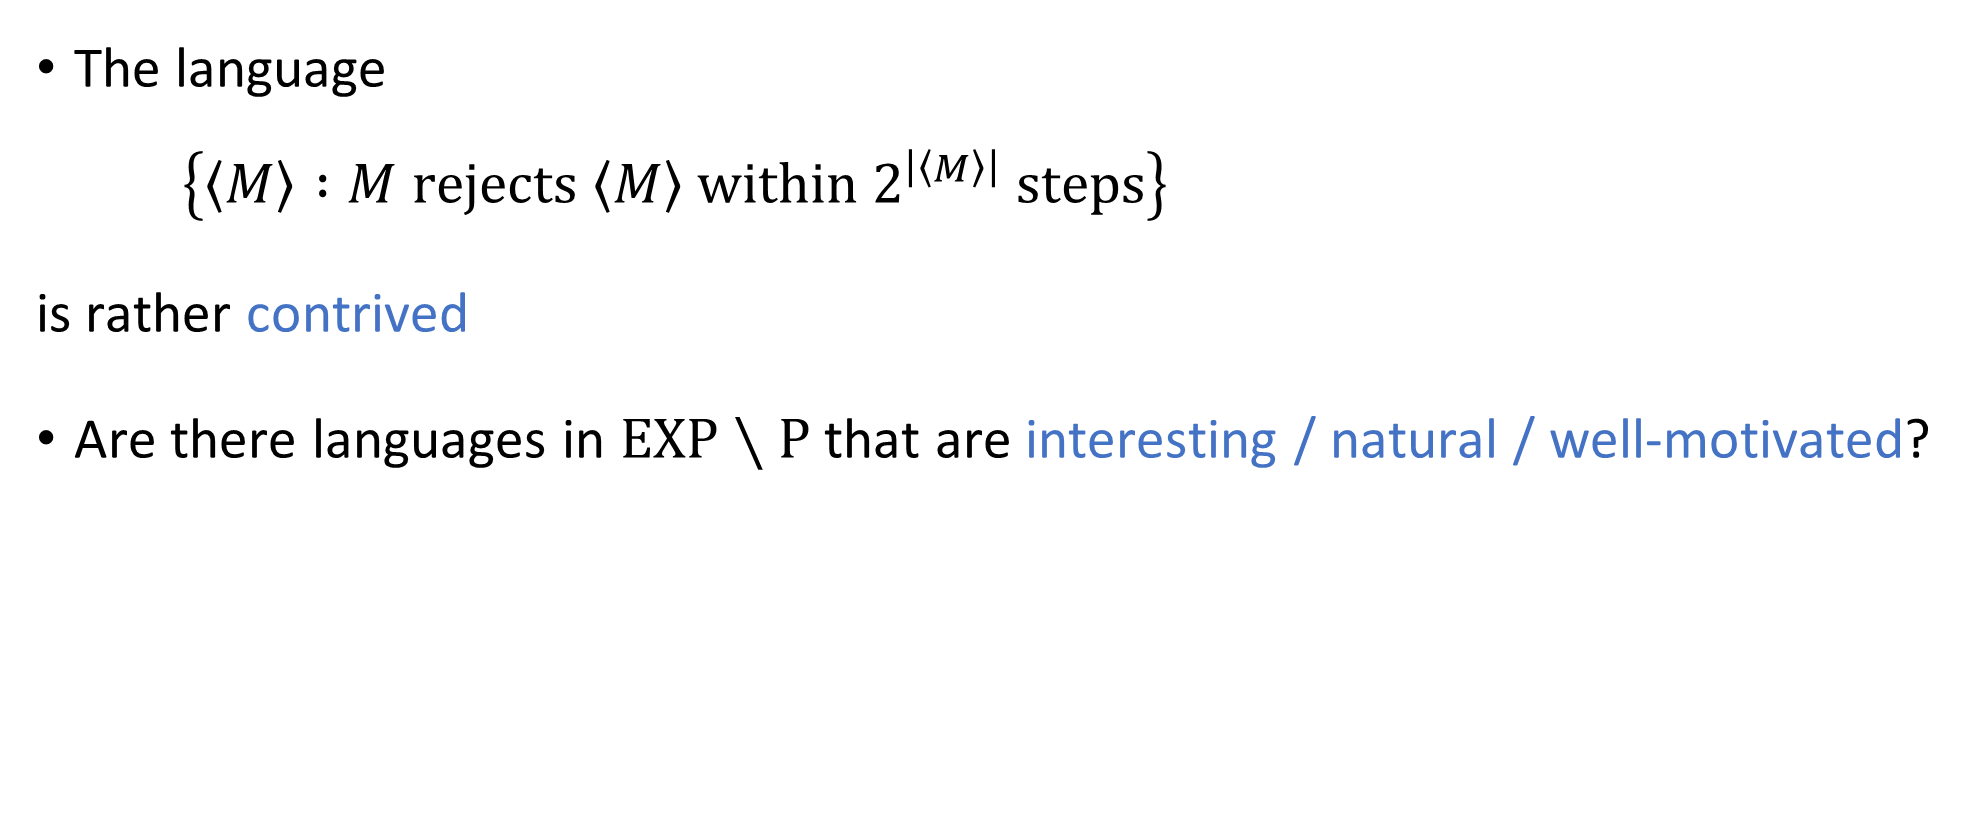 • The language
{⟨M⟩ : M rejects ⟨M⟩ within 2^|⟨M⟩| steps}
is rather contrived
• Are there languages in EXP \ P that are interesting / natural / well-motivated?